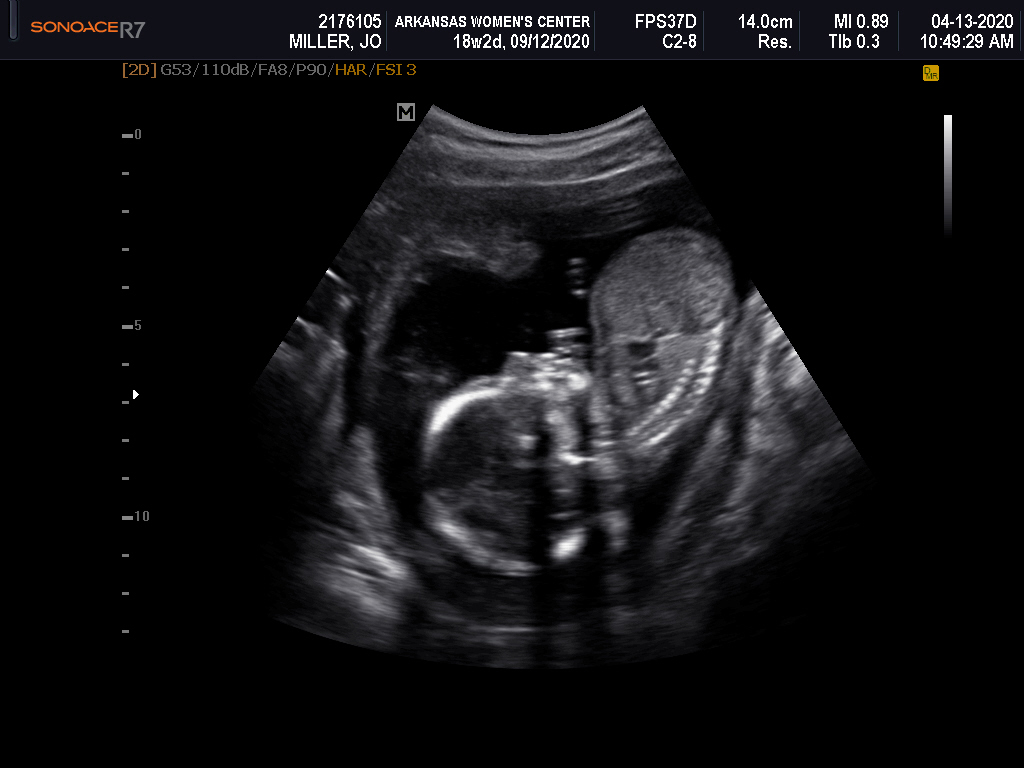 SONOACE R7
2176105
MILLER, JO
ARKANSAS WOMEN'S CENTER
18w2d, 09/12/2020
FPS37D
C2-8
14.0cm
Res.
MI 0.89
TIb 0.3
04-13-2020
10:49:29 AM
[2D] G53/110dB/FA8/P90/HAR/FSI 3
M
DMR
0
5
10